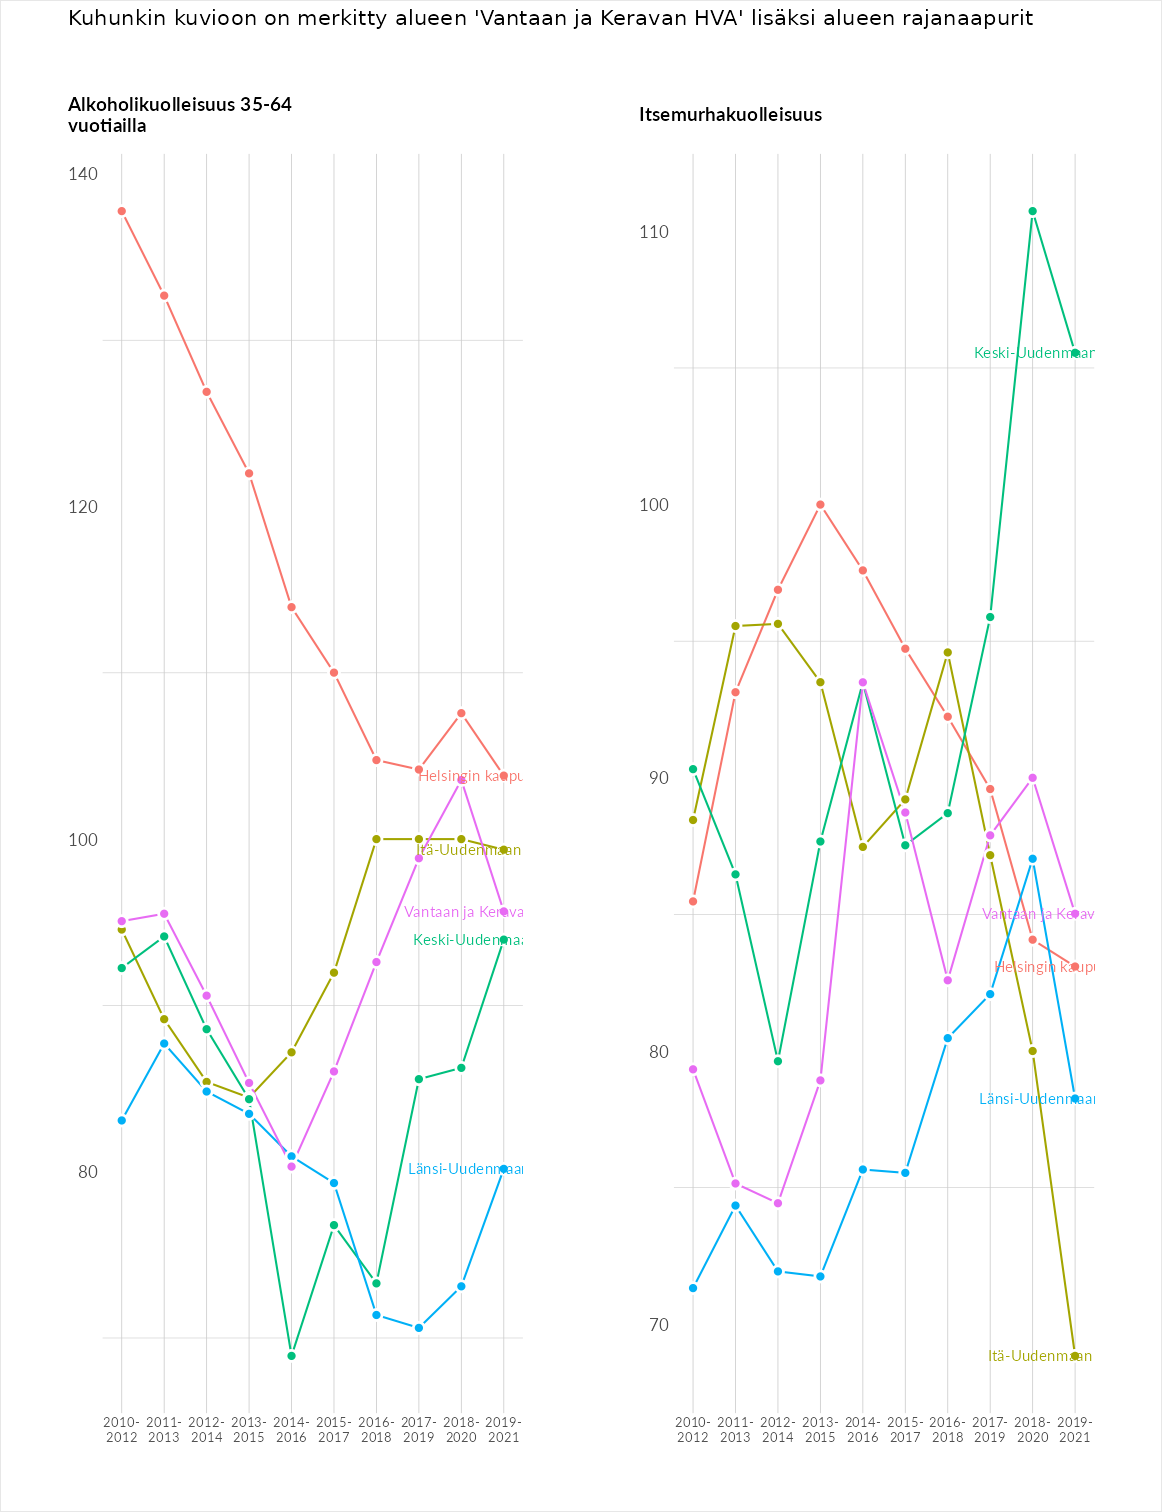 Kuhunkin kuvioon on merkitty alueen 'Vantaan ja Keravan HVA' lisäksi alueen rajanaapurit
Alkoholikuolleisuus 35-64
vuotiailla
140
120
100
80
Helsingin kaupu
Itä-Uudenmaan
Vantaan ja Kerava
Keski-Uudenmaa
Länsi-Uudenmaan
2010- 2011- 2012- 2013- 2014- 2015- 2016- 2017- 2018- 2019-
2012 2013 2014 2015 2016 2017 2018 2019 2020 2021
Itsemurhakuolleisuus
110
100
90
80
70
Keski-Uudenmaan
Vantaan ja Kerav
Helsingin kaupu
Länsi-Uudenmaan
Itä-Uudenmaan
2010- 2011- 2012- 2013- 2014- 2015- 2016- 2017- 2018- 2019-
2012 2013 2014 2015 2016 2017 2018 2019 2020 2021